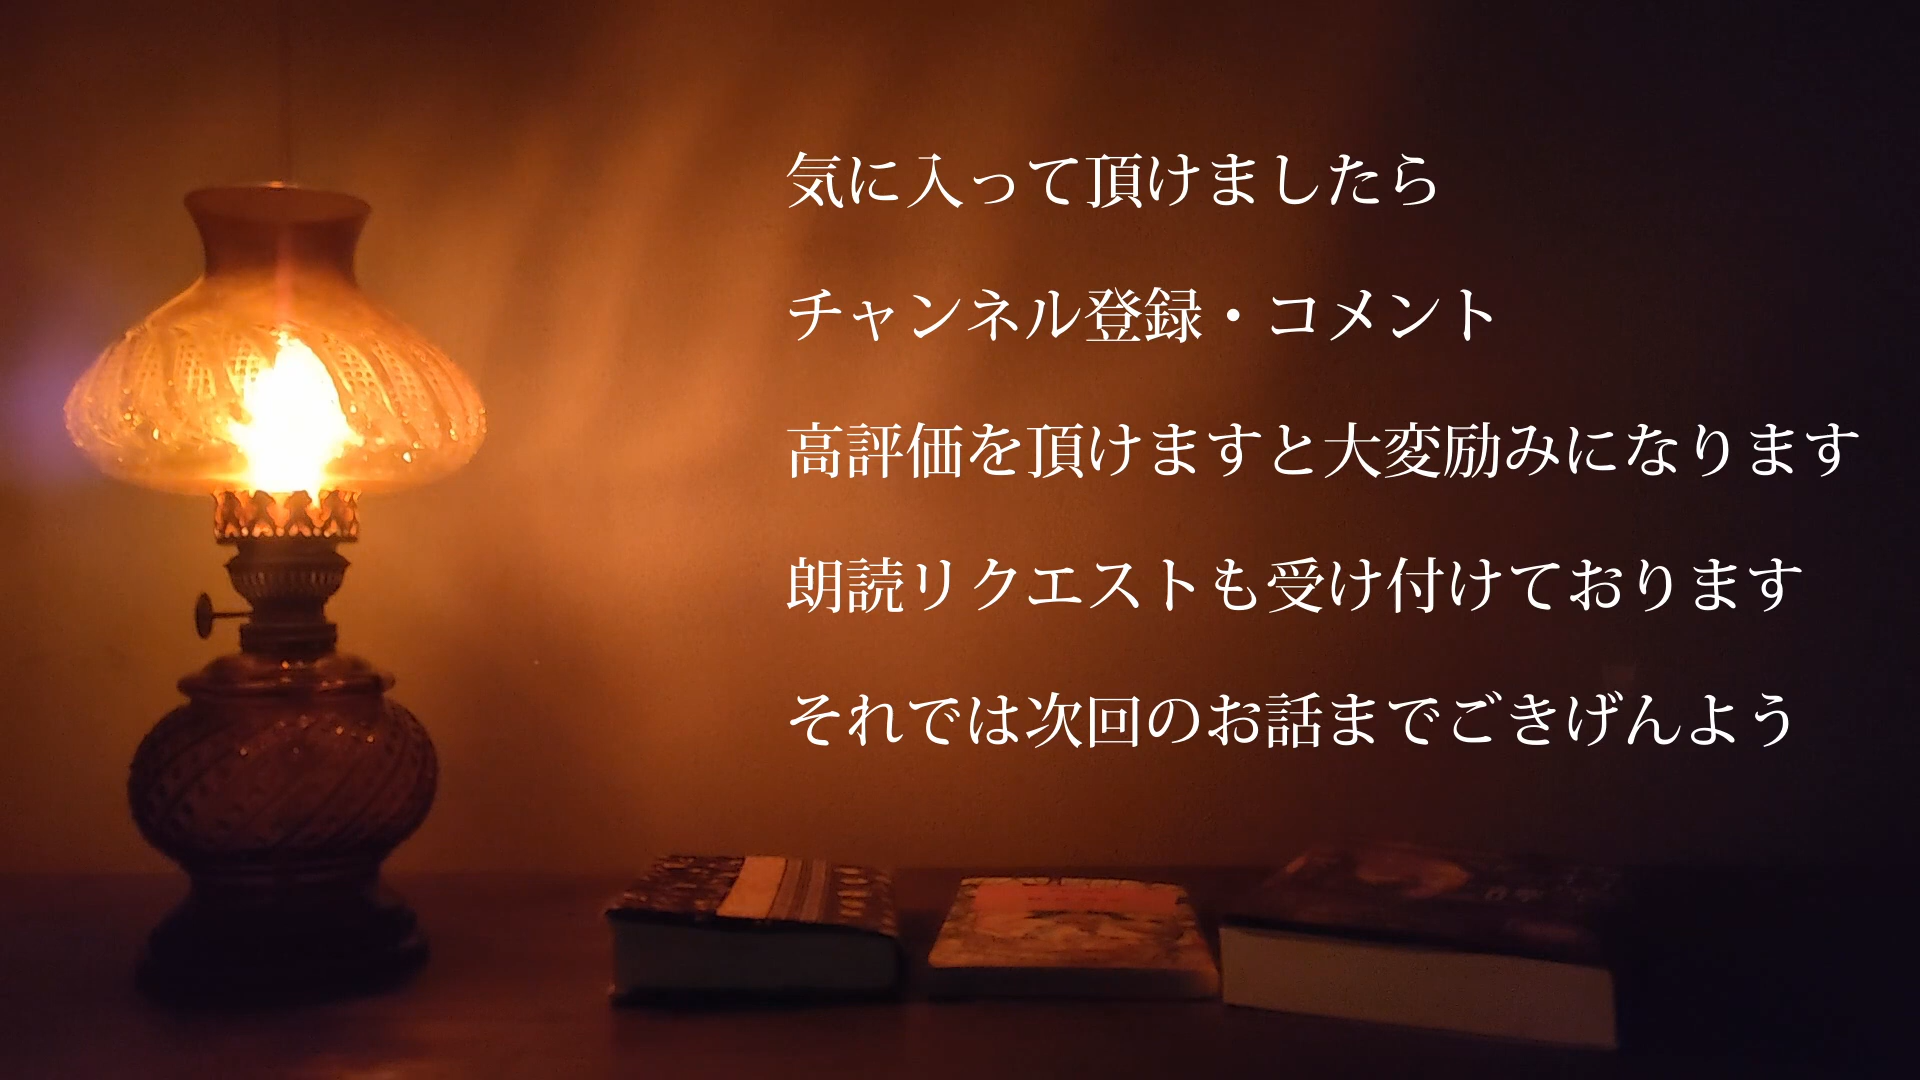 気に入って頂けましたら
チャンネル登録・コメント
高評価を頂けますと大変励みになります
朗読リクエストも受け付けております
それでは次回のお話までごきげんよう